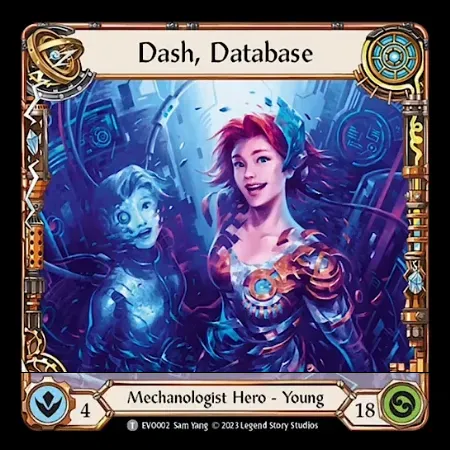 Dash, Database
4
Mechanologist Hero - Young
18
T EVO002 Sam Yang © 2023 Legend Story Studios